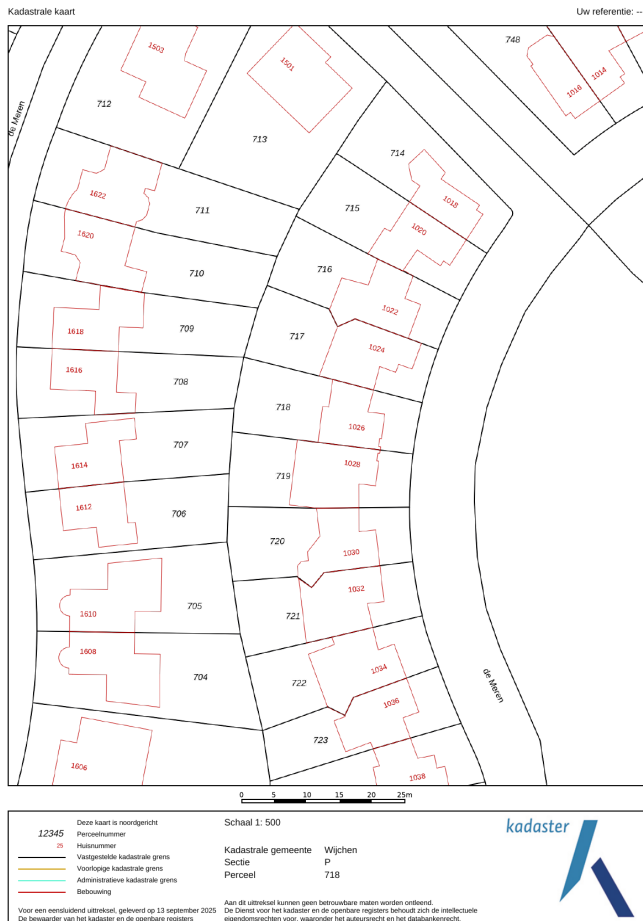 Kadastrale kaart
Uw referentie: --
748
1503
1501
1014
1016
712
de Meren
713
714
1622
1018
711
715
1620
1020
710
716
1022
1618
709
717
1024
1616
708
718
1026
707
1028
1614
719
1612
706
720
1030
1032
705
1610
721
1608
704
722
1034
de Meren
1036
723
1606
1038
0 5 10 15 20 25m
Deze kaart is noordgericht
12345 Perceelnummer
25 Huisnummer
Vastgestelde kadastrale grens
Voorlopige kadastrale grens
Administratieve kadastrale grens
Bebouwing
Schaal 1: 500
Kadastrale gemeente Wijchen
Sectie P
Perceel 718
kadaster
Voor een eensluidend uittreksel, geleverd op 13 september 2025
De bewaarder van het kadaster en de openbare registers
Aan dit uittreksel kunnen geen betrouwbare maten worden ontleend.
De Dienst voor het kadaster en de openbare registers behoudt zich de intellectuele
eigendomsrechten voor, waaronder het auteursrecht en het databankenrecht.